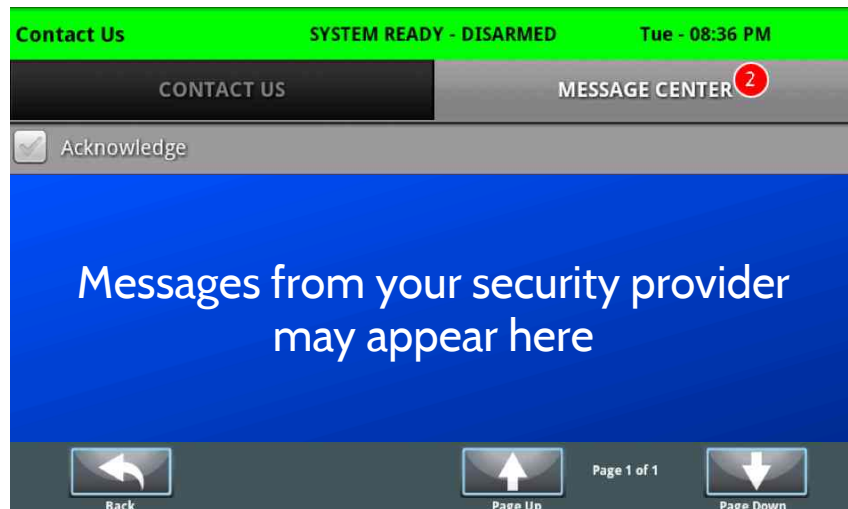 Contact Us SYSTEM READY - DISARMED Tue - 08:36 PM
CONTACT US MESSAGE CENTER 2
Acknowledge
Messages from your security provider
may appear here
Page 1 of 1
Back Page Up Page Down